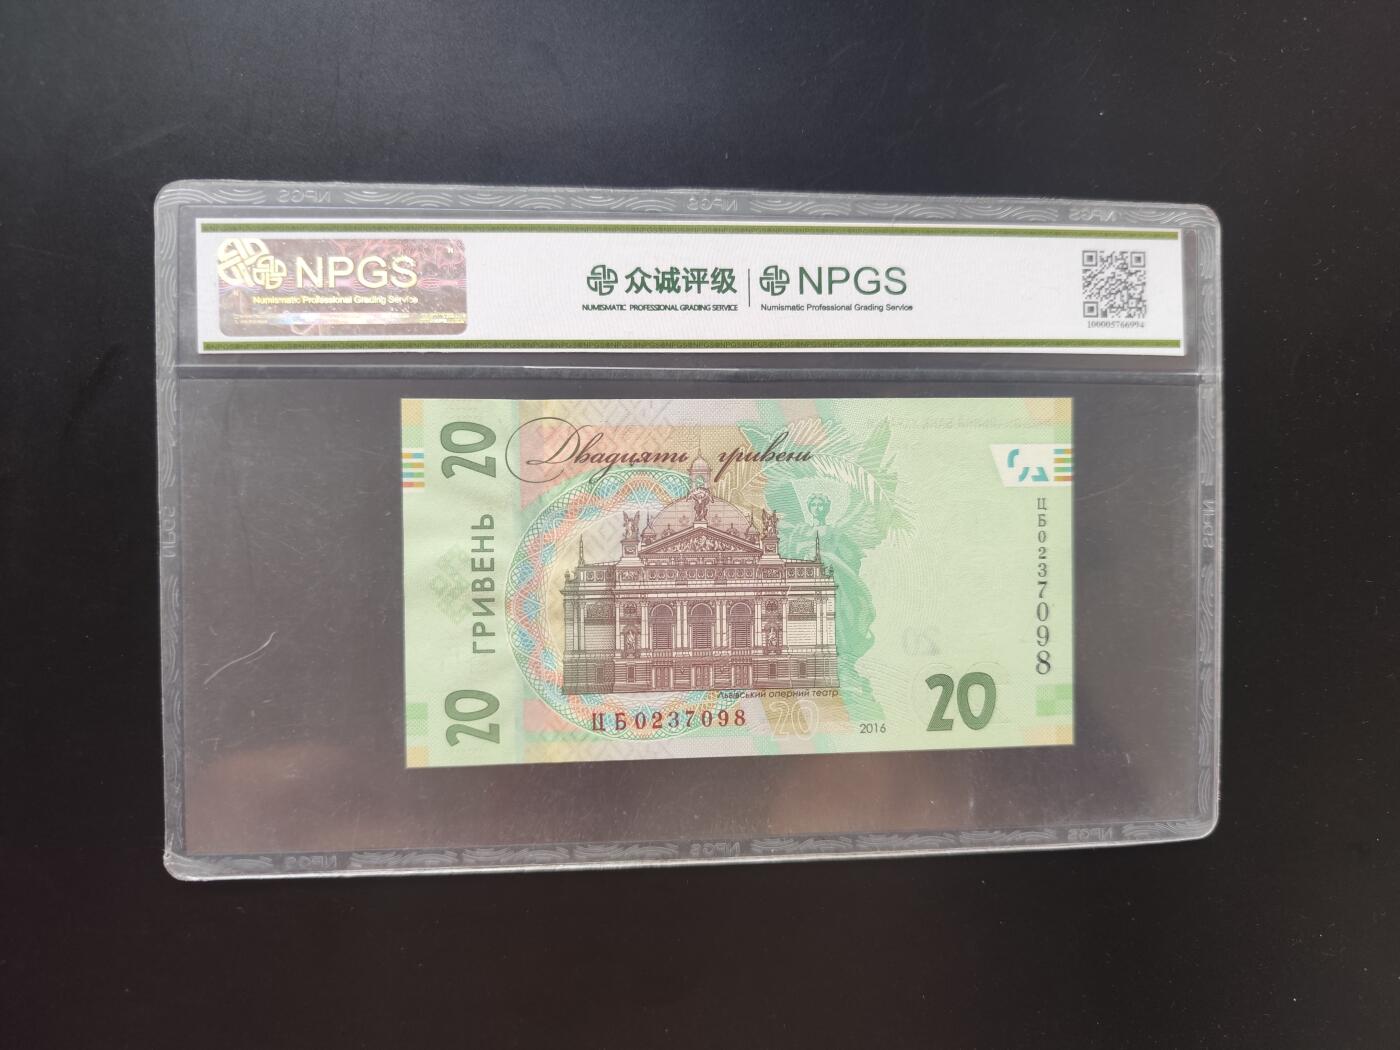 NPGS
Numismatic Professional Grading Service
众诚评级
NUMISMATIC PROFESSIONAL GRADING SERVICE
NPGS
Numismatic Professional Grading Service
100005766994
20 ГРИВЕНЬ 20
Двадцять гривень
ЦБ0237098
Львівський оперний театр
ЦБ0237098
20
2016
20